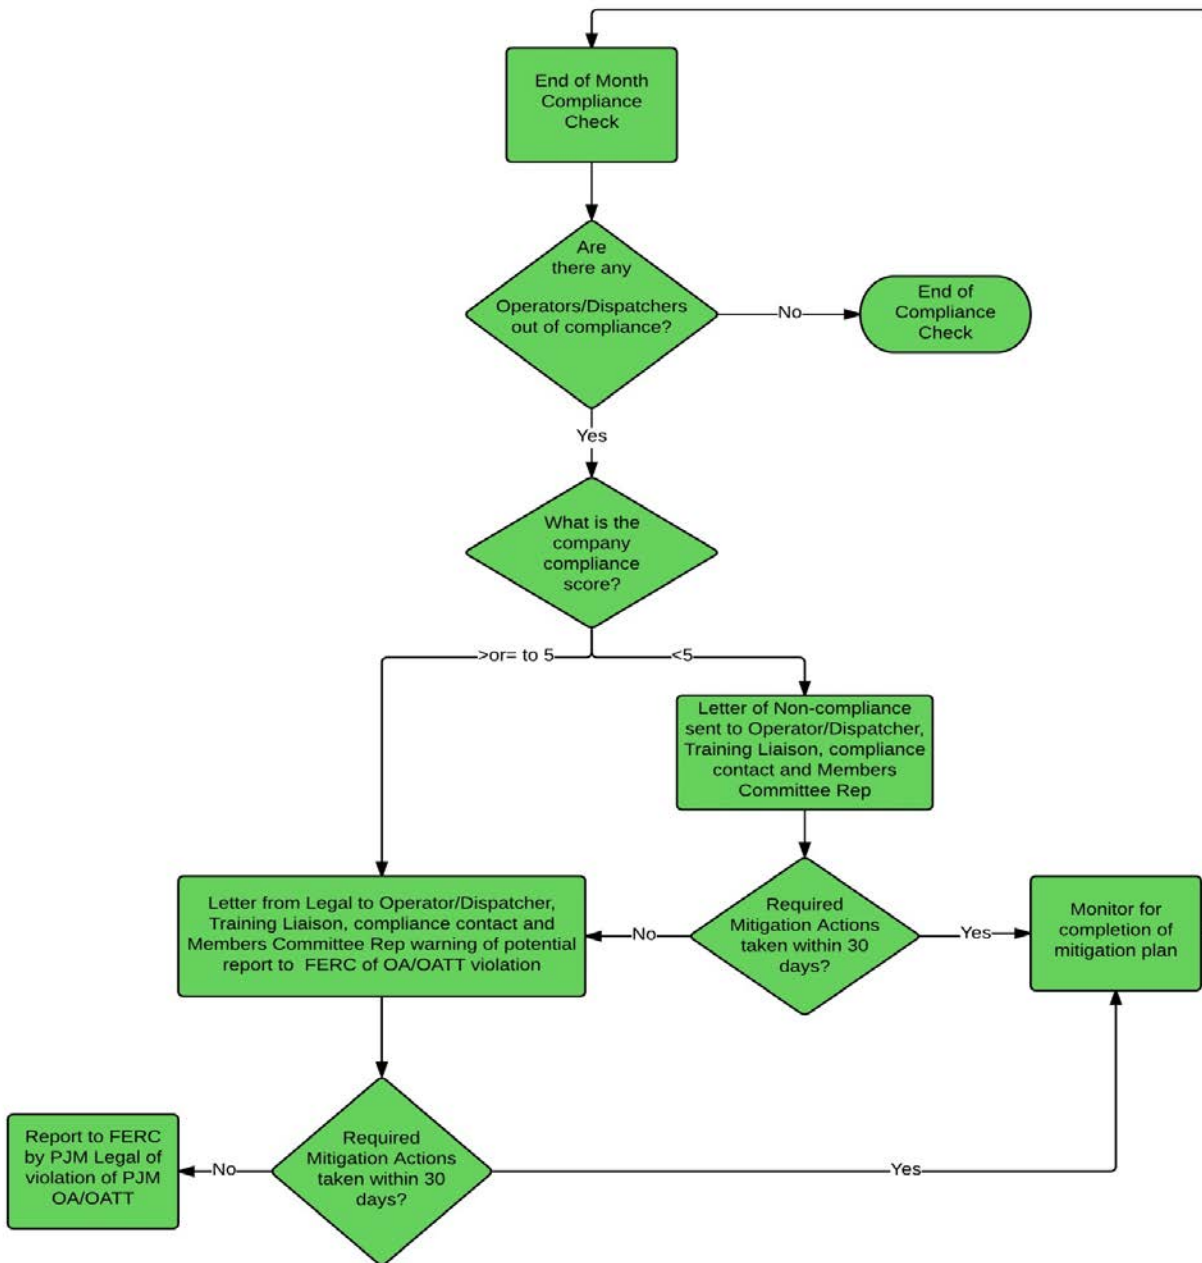 End of Month
Compliance
Check
Are
there any
Operators/Dispatchers
out of compliance?
No
End of
Compliance
Check
Yes
What is the
company
compliance
score?
>or= to 5
<5
Letter of Non-compliance
sent to Operator/Dispatcher,
Training Liaison, compliance
contact and Members
Committee Rep
Letter from Legal to Operator/Dispatcher,
Training Liaison, compliance contact and
Members Committee Rep warning of potential
report to FERC of OA/OATT violation
No
Required
Mitigation Actions
taken within 30
days?
Yes
Monitor for
completion of
mitigation plan
Report to FERC
by PJM Legal of
violation of PJM
OA/OATT
No
Required
Mitigation Actions
taken within 30
days?
Yes